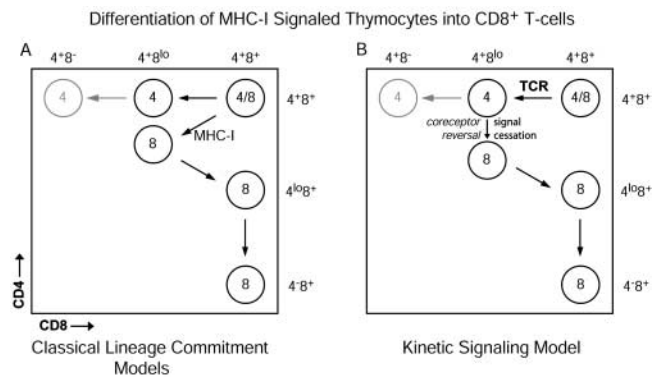 Differentiation of MHC-I Signaled Thymocytes into CD8⁺ T-cells
A
4⁺8⁻ 4⁺8ˡᵒ 4⁺8⁺
4 4 4/8 4⁺8⁺
8 MHC-I
8 4ˡᵒ8⁺
8 4⁻8⁺
CD4
CD8
Classical Lineage Commitment
Models
B
4⁺8⁻ 4⁺8ˡᵒ 4⁺8⁺
TCR
4 4 4/8 4⁺8⁺
coreceptor signal
reversal cessation
8
8 4ˡᵒ8⁺
8 4⁻8⁺
Kinetic Signaling Model